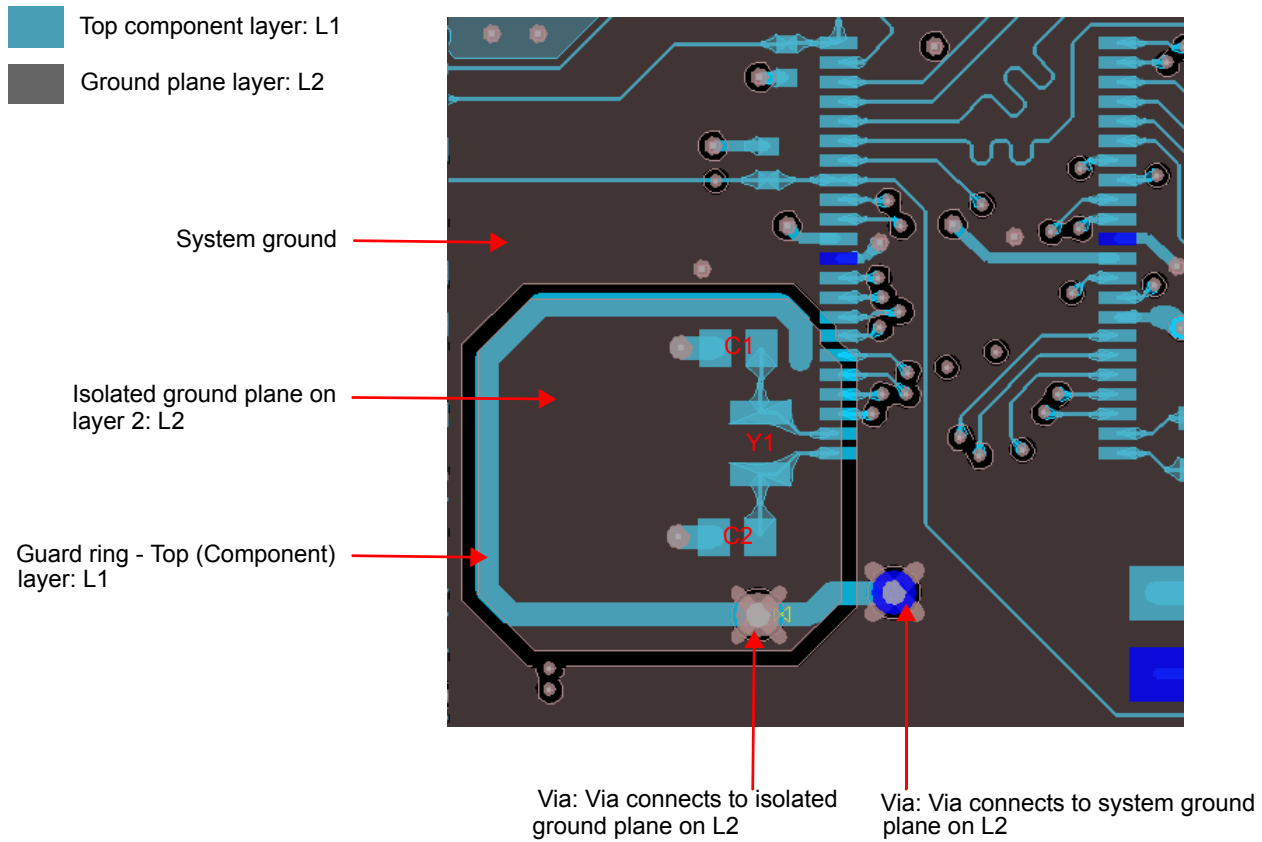 Top component layer: L1
Ground plane layer: L2
System ground
Isolated ground plane on
layer 2: L2
Guard ring - Top (Component)
layer: L1
C1
Y1
C2
Via: Via connects to isolated
ground plane on L2
Via: Via connects to system ground
plane on L2